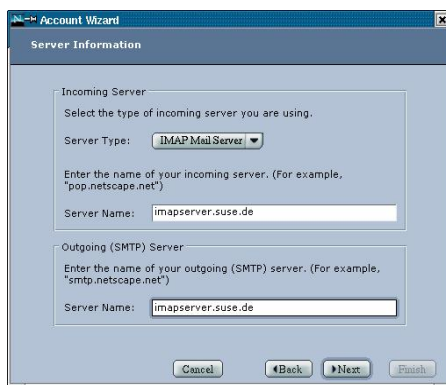 Account Wizard
Server Information
Incoming Server
Select the type of incoming server you are using.
Server Type: IMAP Mail Server
Enter the name of your incoming server. (For example,
"pop.netscape.net")
Server Name: imapserver.suse.de
Outgoing (SMTP) Server
Enter the name of your outgoing (SMTP) server. (For example,
"smtp.netscape.net")
Server Name: imapserver.suse.de
Cancel Back Next Finish